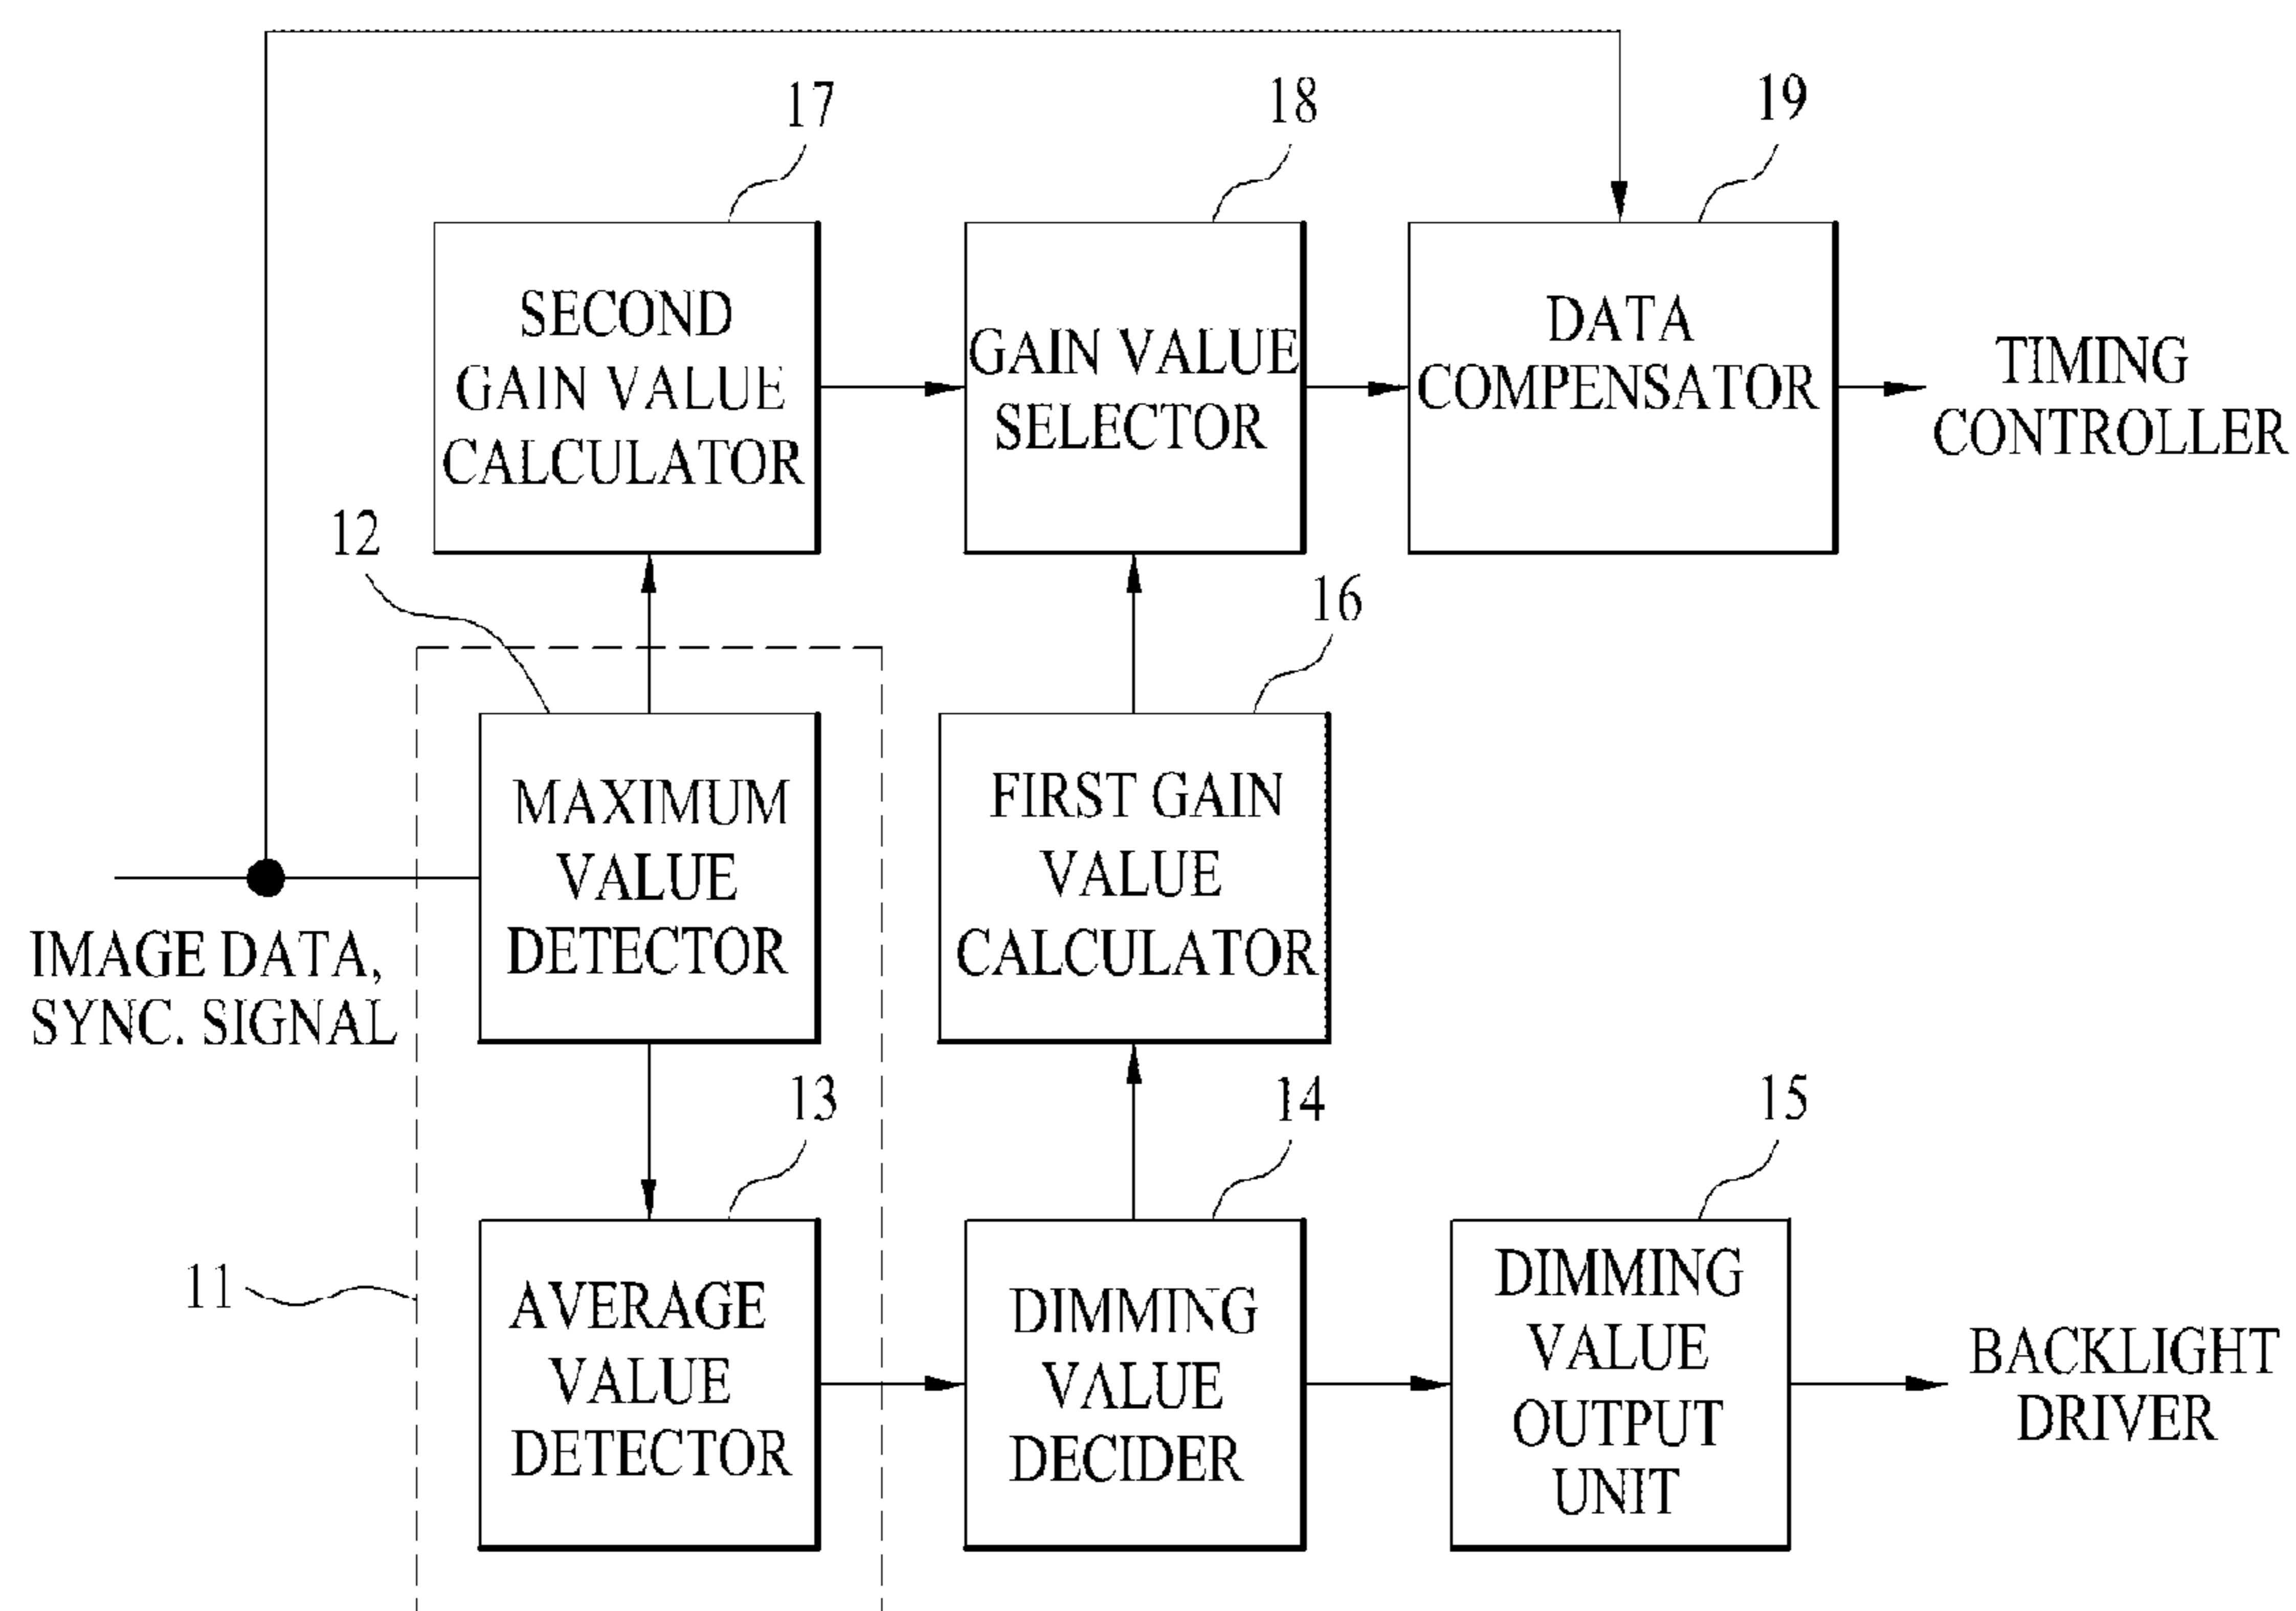 17
18
19
SECOND
GAIN VALUE
CALCULATOR
GAIN VALUE
SELECTOR
DATA
COMPENSATOR
TIMING
CONTROLLER
12
16
MAXIMUM
VALUE
DETECTOR
FIRST GAIN
VALUE
CALCULATOR
IMAGE DATA,
SYNC. SIGNAL
13
14
15
11
AVERAGE
VALUE
DETECTOR
DIMMING
VALUE
DECIDER
DIMMING
VALUE
OUTPUT
UNIT
BACKLIGHT
DRIVER